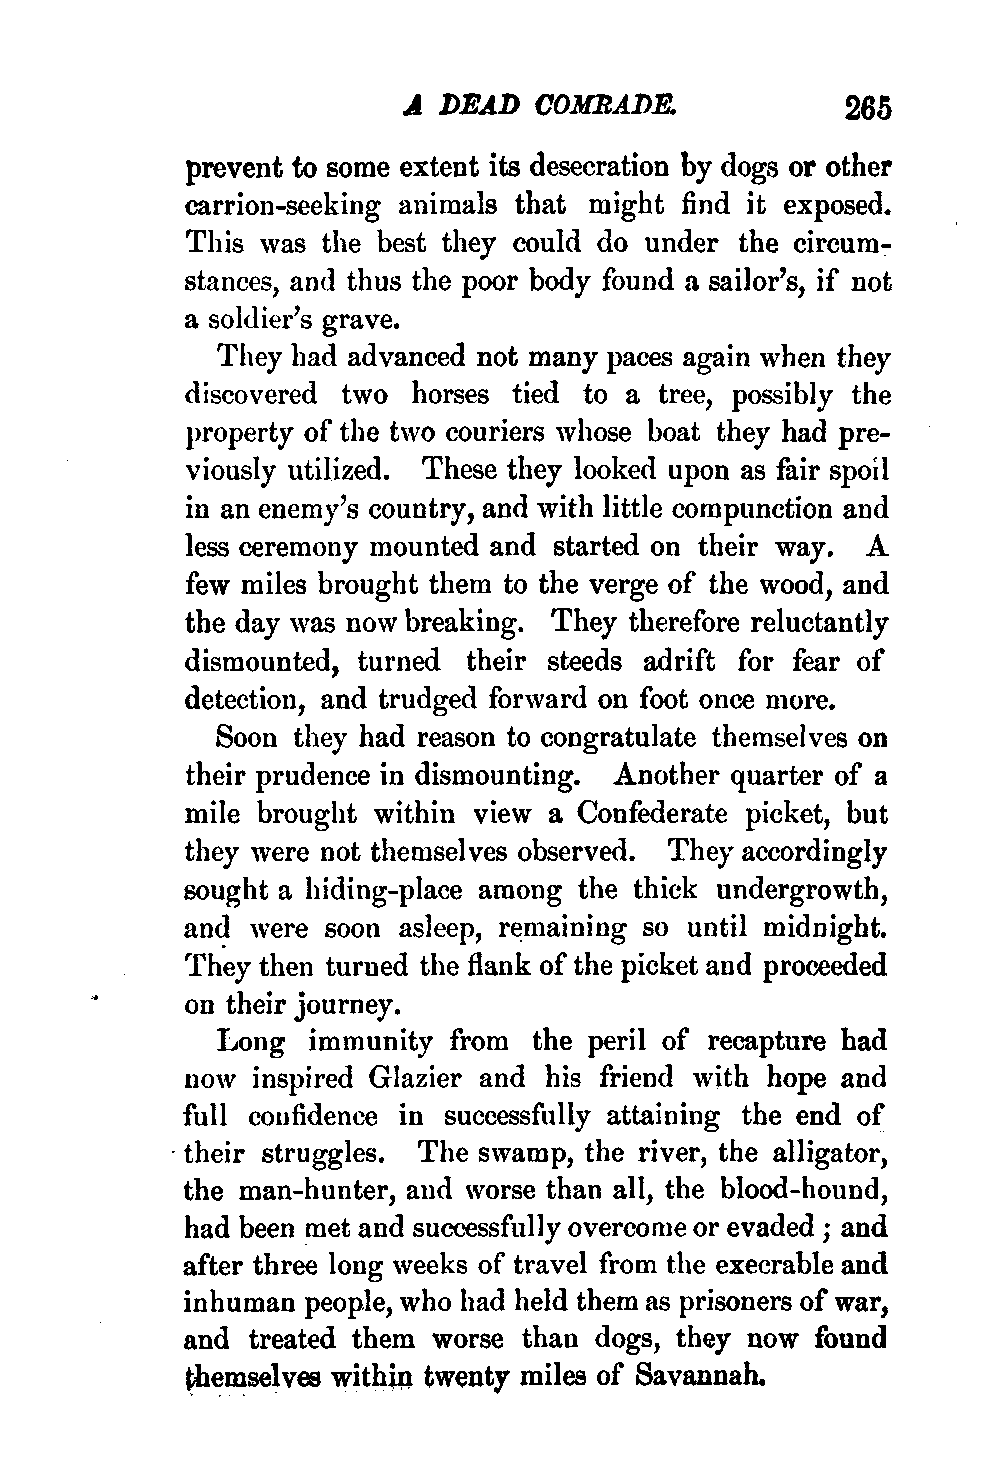 A DEAD COMRADE. 265
prevent to some extent its desecration by dogs or other
carrion-seeking animals that might find it exposed.
This was the best they could do under the circum-
stances, and thus the poor body found a sailor's, if not
a soldier's grave.
They had advanced not many paces again when they
discovered two horses tied to a tree, possibly the
property of the two couriers whose boat they had pre-
viously utilized. These they looked upon as fair spoil
in an enemy's country, and with little compunction and
less ceremony mounted and started on their way. A
few miles brought them to the verge of the wood, and
the day was now breaking. They therefore reluctantly
dismounted, turned their steeds adrift for fear of
detection, and trudged forward on foot once more.
Soon they had reason to congratulate themselves on
their prudence in dismounting. Another quarter of a
mile brought within view a Confederate picket, but
they were not themselves observed. They accordingly
sought a hiding-place among the thick undergrowth,
and were soon asleep, remaining so until midnight.
They then turned the flank of the picket and proceeded
on their journey.
Long immunity from the peril of recapture had
now inspired Glazier and his friend with hope and
full confidence in successfully attaining the end of
their struggles. The swamp, the river, the alligator,
the man-hunter, and worse than all, the blood-hound,
had been met and successfully overcome or evaded ; and
after three long weeks of travel from the execrable and
inhuman people, who had held them as prisoners of war,
and treated them worse than dogs, they now found
themselves within twenty miles of Savannah.